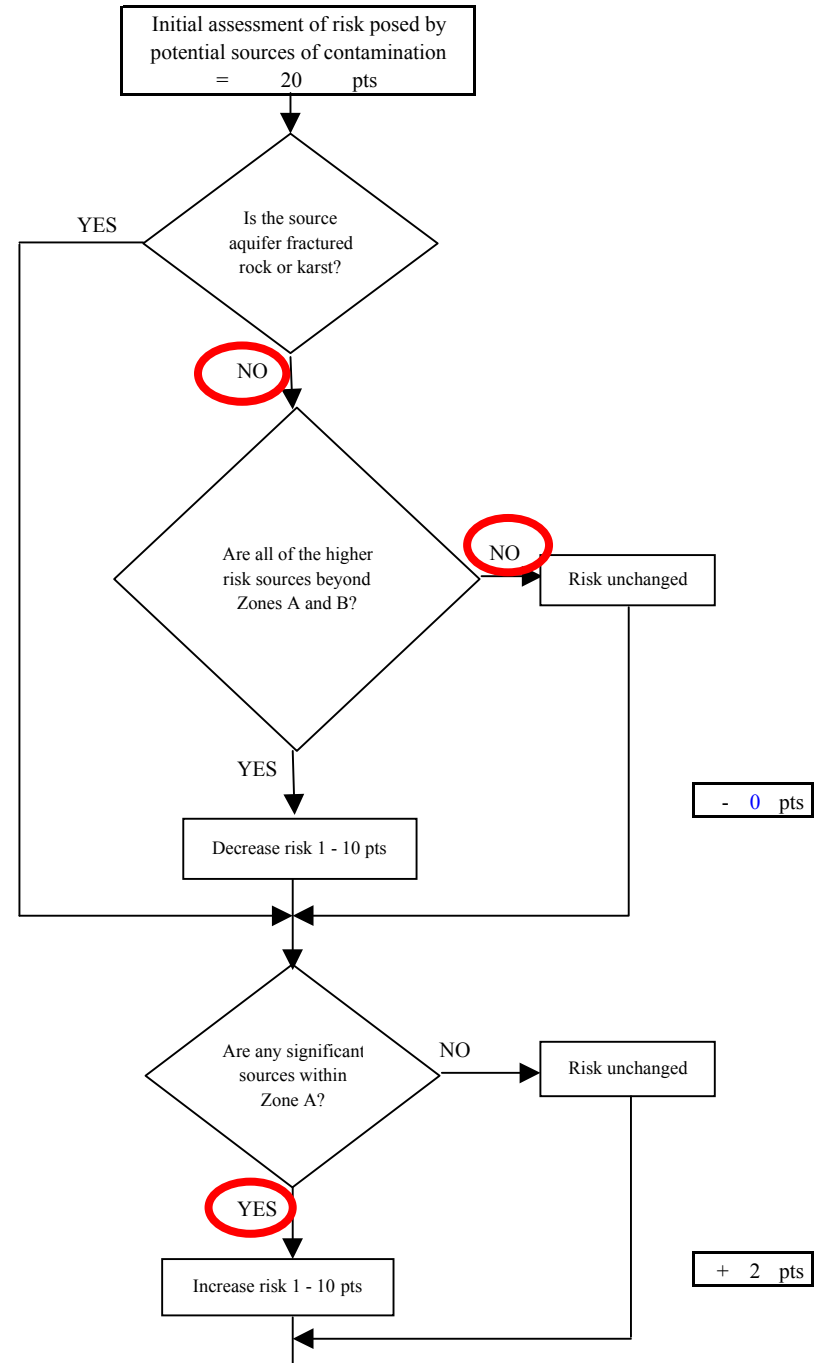 Initial assessment of risk posed by
potential sources of contamination
= 20 pts
YES
Is the source
aquifer fractured
rock or karst?
NO
Are all of the higher
risk sources beyond
Zones A and B?
NO
Risk unchanged
YES
- 0 pts
Decrease risk 1 - 10 pts
Are any significant
sources within
Zone A?
NO
Risk unchanged
YES
Increase risk 1 - 10 pts
+ 2 pts